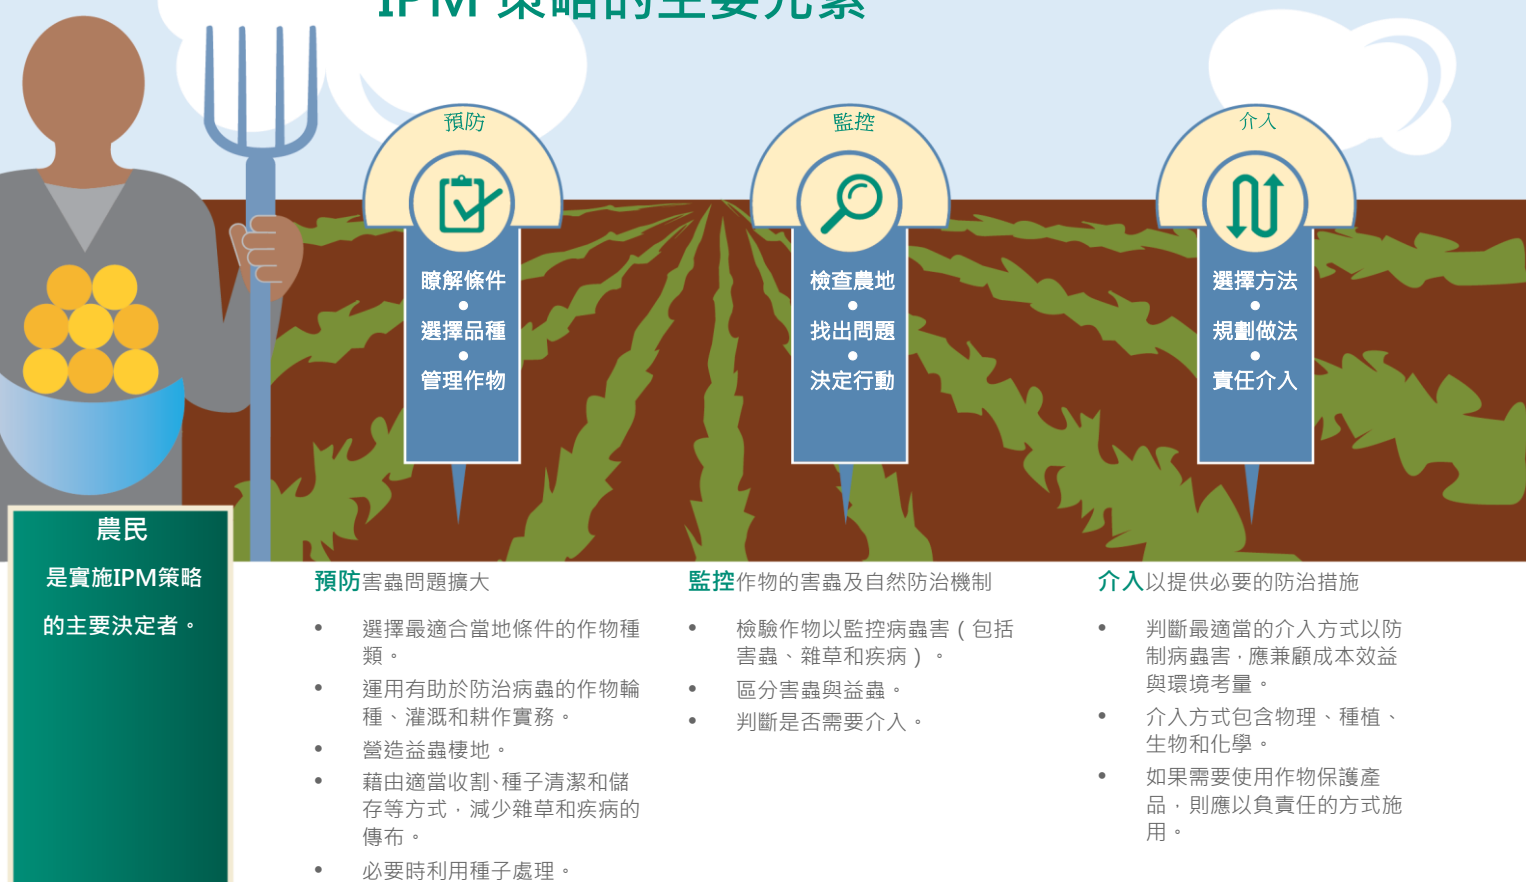 IPM 策略的主要元素
預防
瞭解條件
•
選擇品種
•
管理作物
監控
檢查農地
•
找出問題
•
決定行動
介入
選擇方法
•
規劃做法
•
責任介入
農民
是實施IPM策略
的主要決定者。
預防害蟲問題擴大
• 選擇最適合當地條件的作物種
類。
• 運用有助於防治病蟲的作物輪
種、灌溉和耕作實務。
• 營造益蟲棲地。
• 藉由適當收割、種子清潔和儲
存等方式，減少雜草和疾病的
傳布。
• 必要時利用種子處理。
監控作物的害蟲及自然防治機制
• 檢驗作物以監控病蟲害（包括
害蟲、雜草和疾病）。
• 區分害蟲與益蟲。
• 判斷是否需要介入。
介入以提供必要的防治措施
• 判斷最適當的介入方式以防
制病蟲害，應兼顧成本效益
與環境考量。
• 介入方式包含物理、種植、
生物和化學。
• 如果需要使用作物保護產
品，則應以負責任的方式施
用。